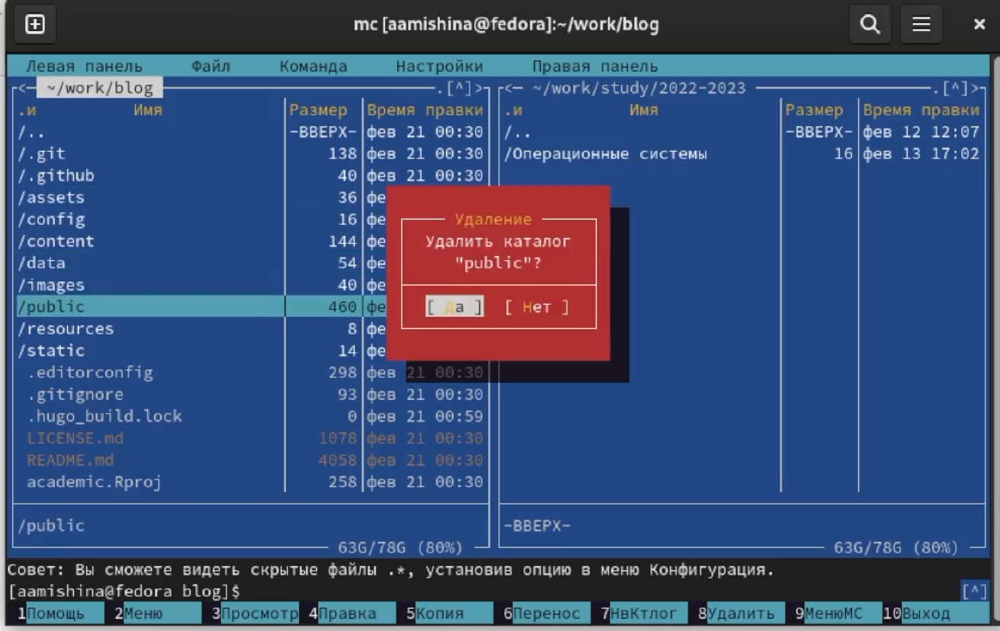 mc [aamishina@fedora]:~/work/blog
Левая панель Файл Команда Настройки Правая панель
<— ~/work/blog .[^]> <— ~/work/study/2022-2023 .[^]>
.и Имя Размер Время правки .и Имя Размер Время правки
/.. -ВВЕРХ- фев 21 00:30 /.. -ВВЕРХ- фев 12 12:07
/.git 138 фев 21 00:30 /Операционные системы 16 фев 13 17:02
/.github 40 фев 21 00:30
/assets 36 фе
/config 16 фе Удаление
/content 144 фе Удалить каталог
/data 54 фе "public"?
/images 40 фе
/public 460 фе [ Да ] [ Нет ]
/resources 8 фе
/static 14 фе
.editorconfig 298 фев 21 00:30
.gitignore 93 фев 21 00:30
.hugo_build.lock 0 фев 21 00:59
LICENSE.md 1078 фев 21 00:30
README.md 4058 фев 21 00:30
academic.Rproj 258 фев 21 00:30
/public -ВВЕРХ-
63G/78G (80%) 63G/78G (80%)
Совет: Вы сможете видеть скрытые файлы .*, установив опцию в меню Конфигурация.
[aamishina@fedora blog]$ [^]
1Помощь 2Меню 3Просмотр 4Правка 5Копия 6Перенос 7НвКтлог 8Удалить 9МенюМС 10Выход